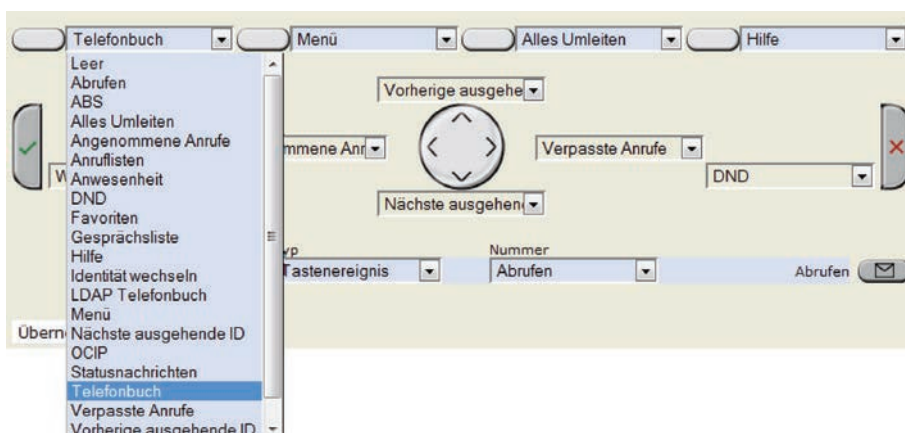 Telefonbuch Menü Alles Umleiten Hilfe
Leer
Abrufen
ABS
Alles Umleiten
Angenommene Anrufe
Anruflisten
Anwesenheit
DND
Favoriten
Gesprächsliste
Hilfe
Identität wechseln
LDAP Telefonbuch
Menü
Nächste ausgehende ID
OCIP
Statusnachrichten
Telefonbuch
Verpasste Anrufe
Vorherige ausgehende ID
Vorherige ausgehe
mmene Anr Verpasste Anrufe
W DND
Nächste ausgehen
yp Nummer
Tastenereignis Abrufen Abrufen
Übern